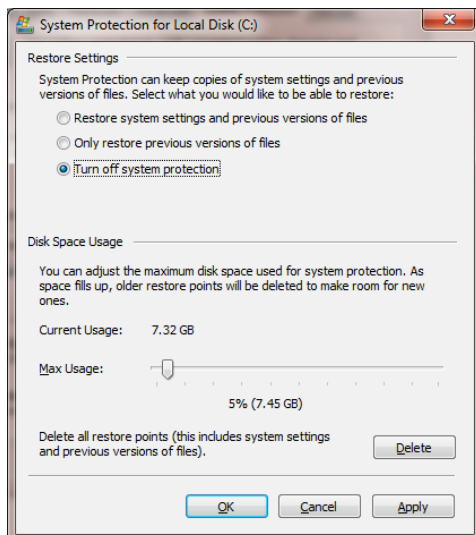 System Protection for Local Disk (C:)
Restore Settings
System Protection can keep copies of system settings and previous
versions of files. Select what you would like to be able to restore:
Restore system settings and previous versions of files
Only restore previous versions of files
Turn off system protection
Disk Space Usage
You can adjust the maximum disk space used for system protection. As
space fills up, older restore points will be deleted to make room for new
ones.
Current Usage: 7.32 GB
Max Usage:
5% (7.45 GB)
Delete all restore points (this includes system settings
and previous versions of files).
Delete
OK Cancel Apply